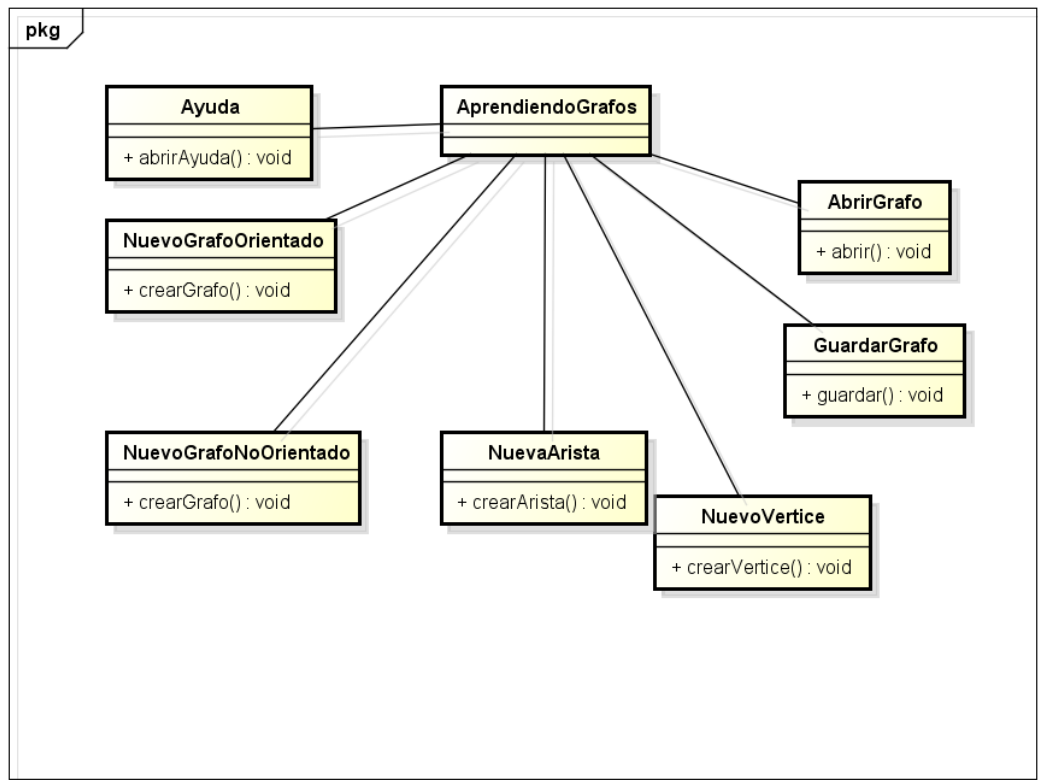 pkg
Ayuda
+ abrirAyuda() : void
AprendiendoGrafos
NuevoGrafoOrientado
+ crearGrafo() : void
AbrirGrafo
+ abrir() : void
GuardarGrafo
+ guardar() : void
NuevoGrafoNoOrientado
+ crearGrafo() : void
NuevaArista
+ crearArista() : void
NuevoVertice
+ crearVertice() : void